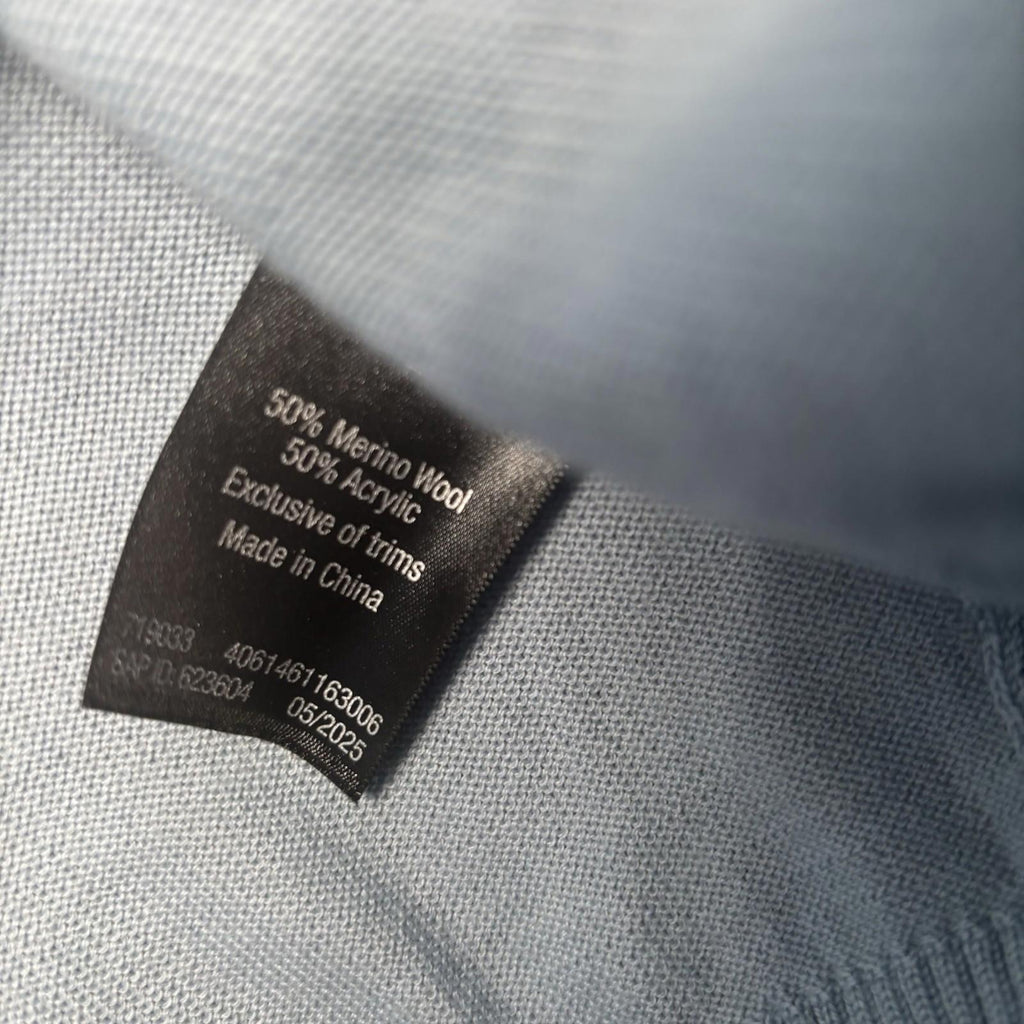 50% Merino Wool
50% Acrylic
Exclusive of trims
Made in China
719033 4061461163006
SAP ID: 623604 05/2025